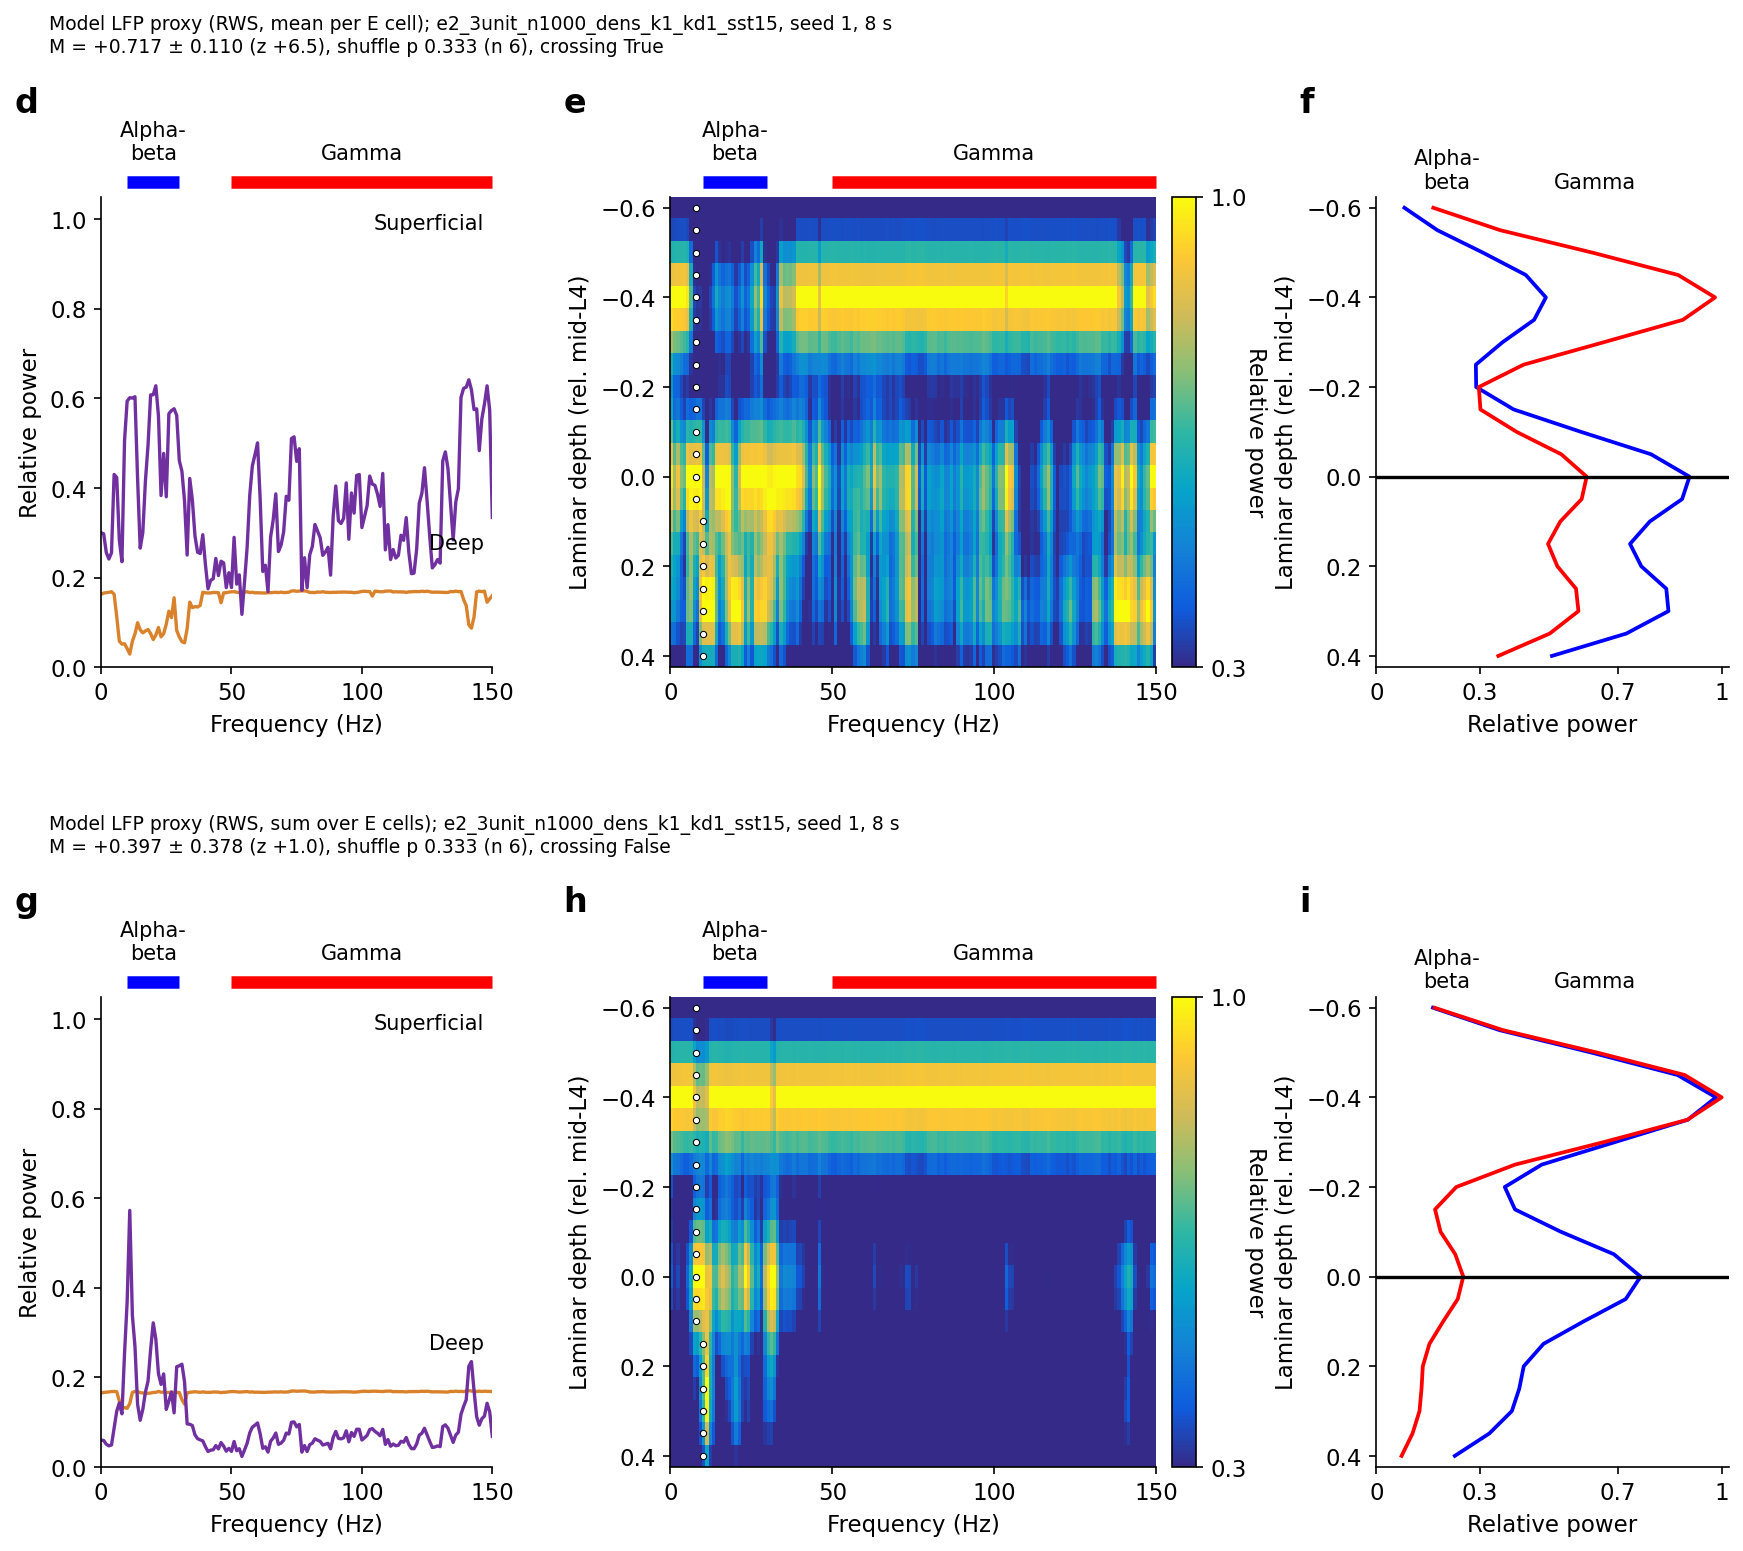 Model LFP proxy (RWS, mean per E cell); e2_3unit_n1000_dens_k1_kd1_sst15, seed 1, 8 s
M = +0.717 ± 0.110 (z +6.5), shuffle p 0.333 (n 6), crossing True
d
Alpha-
beta
Gamma
Superficial
Deep
1.0
0.8
0.6
0.4
0.2
0.0
Relative power
0 50 100 150
Frequency (Hz)
e
Alpha-
beta
Gamma
−0.6
−0.4
−0.2
0.0
0.2
0.4
Laminar depth (rel. mid-L4)
0 50 100 150
Frequency (Hz)
1.0
0.3
Relative power
f
Alpha-
beta
Gamma
−0.6
−0.4
−0.2
0.0
0.2
0.4
Laminar depth (rel. mid-L4)
0 0.3 0.7 1
Relative power
Model LFP proxy (RWS, sum over E cells); e2_3unit_n1000_dens_k1_kd1_sst15, seed 1, 8 s
M = +0.397 ± 0.378 (z +1.0), shuffle p 0.333 (n 6), crossing False
g
Alpha-
beta
Gamma
Superficial
Deep
1.0
0.8
0.6
0.4
0.2
0.0
Relative power
0 50 100 150
Frequency (Hz)
h
Alpha-
beta
Gamma
−0.6
−0.4
−0.2
0.0
0.2
0.4
Laminar depth (rel. mid-L4)
0 50 100 150
Frequency (Hz)
1.0
0.3
Relative power
i
Alpha-
beta
Gamma
−0.6
−0.4
−0.2
0.0
0.2
0.4
Laminar depth (rel. mid-L4)
0 0.3 0.7 1
Relative power